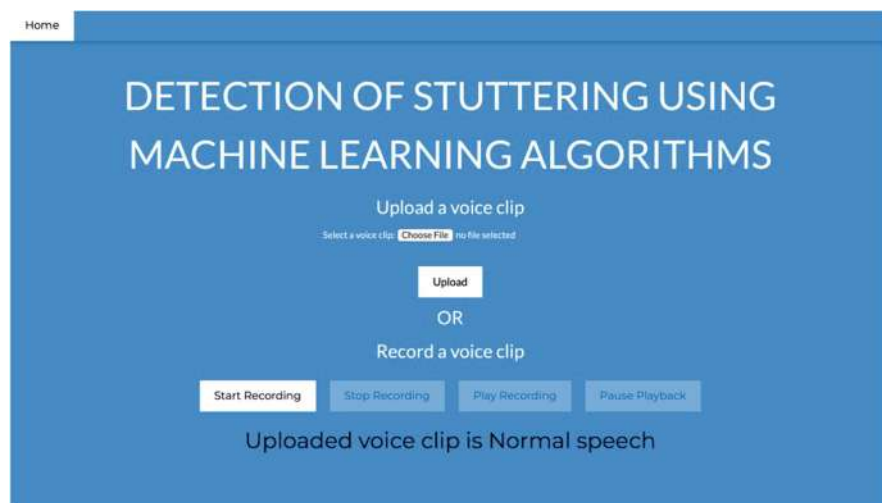 Home
DETECTION OF STUTTERING USING
MACHINE LEARNING ALGORITHMS
Upload a voice clip
Select a voice clip: Choose File no file selected
Upload
OR
Record a voice clip
Start Recording Stop Recording Play Recording Pause Playback
Uploaded voice clip is Normal speech